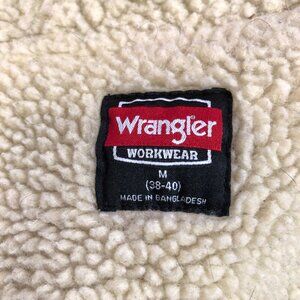 Wrangler
WORKWEAR
M
(38-40)
MADE IN BANGLADESH